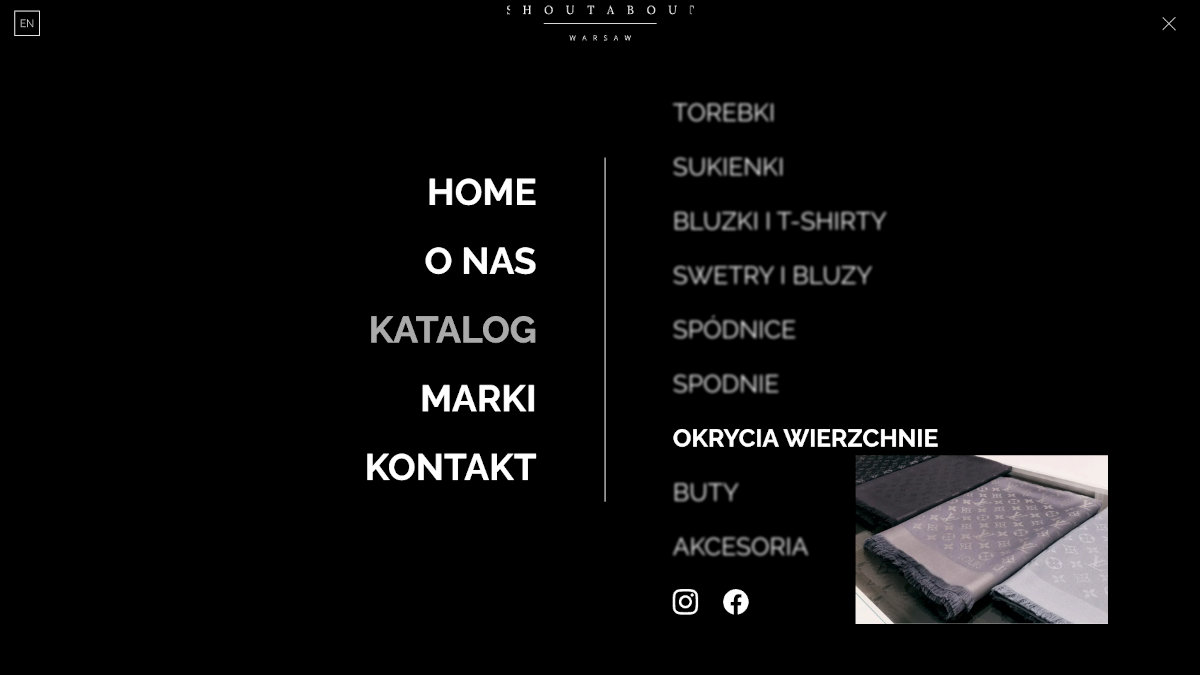 EN
SHOUTABOUT
WARSAW
HOME
O NAS
KATALOG
MARKI
KONTAKT
TOREBKI
SUKIENKI
BLUZKI I T-SHIRTY
SWETRY I BLUZY
SPÓDNICE
SPODNIE
OKRYCIA WIERZCHNIE
BUTY
AKCESORIA